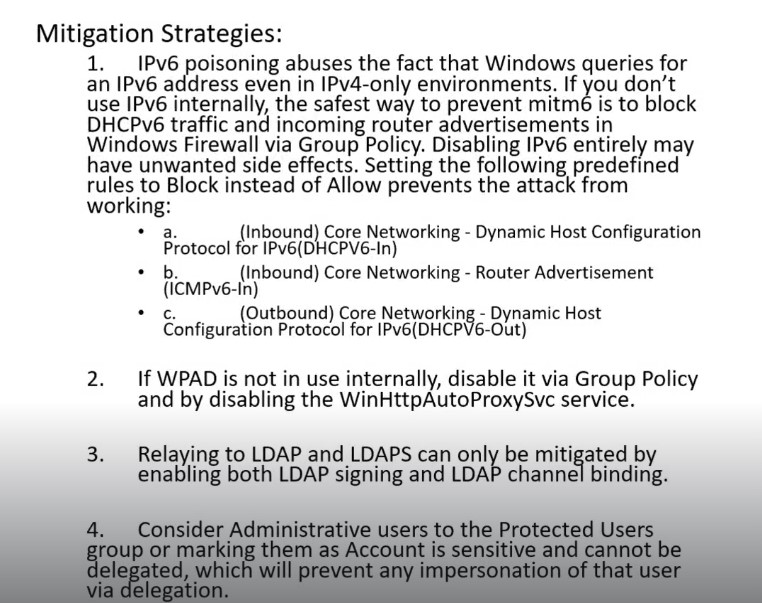 Mitigation Strategies:
1. IPv6 poisoning abuses the fact that Windows queries for
an IPv6 address even in IPv4-only environments. If you don't
use IPv6 internally, the safest way to prevent mitm6 is to block
DHCPv6 traffic and incoming router advertisements in
Windows Firewall via Group Policy. Disabling IPv6 entirely may
have unwanted side effects. Setting the following predefined
rules to Block instead of Allow prevents the attack from
working:
• a. (Inbound) Core Networking - Dynamic Host Configuration
Protocol for IPv6(DHCPV6-In)
• b. (Inbound) Core Networking - Router Advertisement
(ICMPv6-In)
• c. (Outbound) Core Networking - Dynamic Host
Configuration Protocol for IPv6(DHCPV6-Out)
2. If WPAD is not in use internally, disable it via Group Policy
and by disabling the WinHttpAutoProxySvc service.
3. Relaying to LDAP and LDAPS can only be mitigated by
enabling both LDAP signing and LDAP channel binding.
4. Consider Administrative users to the Protected Users
group or marking them as Account is sensitive and cannot be
delegated, which will prevent any impersonation of that user
via delegation.